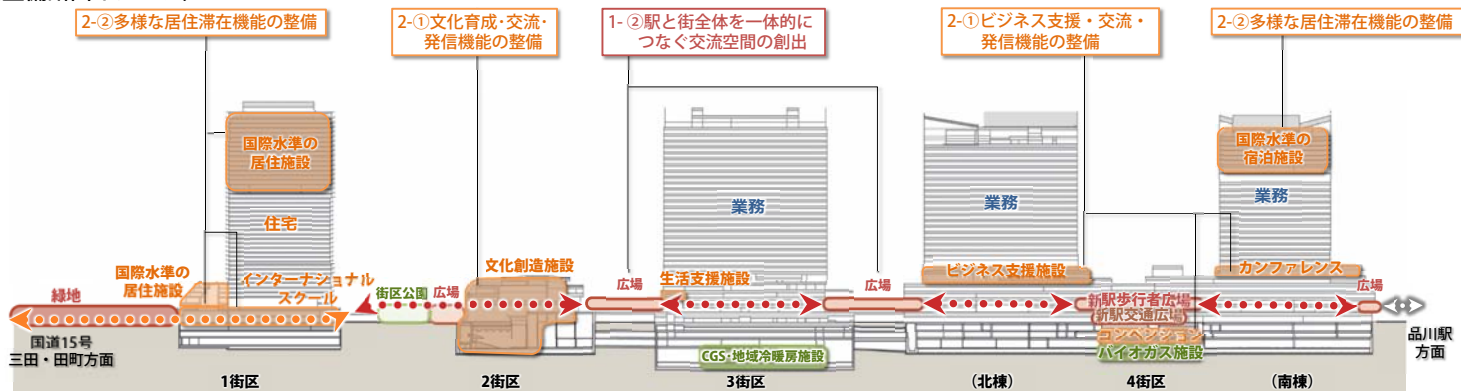 2-②多様な居住滞在機能の整備
2-①文化育成・交流・
発信機能の整備
1-②駅と街全体を一体的に
つなぐ交流空間の創出
2-①ビジネス支援・交流・
発信機能の整備
2-②多様な居住滞在機能の整備
国際水準の
居住施設
住宅
国際水準の
居住施設
インターナショナル
スクール
緑地
国道15号
三田・田町方面
街区公園
広場
文化創造施設
広場
生活支援施設
業務
CGS・地域冷暖房施設
広場
業務
ビジネス支援施設
新駅歩行者広場
新駅交通広場
コンベンション
バイオガス施設
国際水準の
宿泊施設
業務
カンファレンス
広場
品川駅
方面
1街区
2街区
3街区
(北棟)
4街区
(南棟)